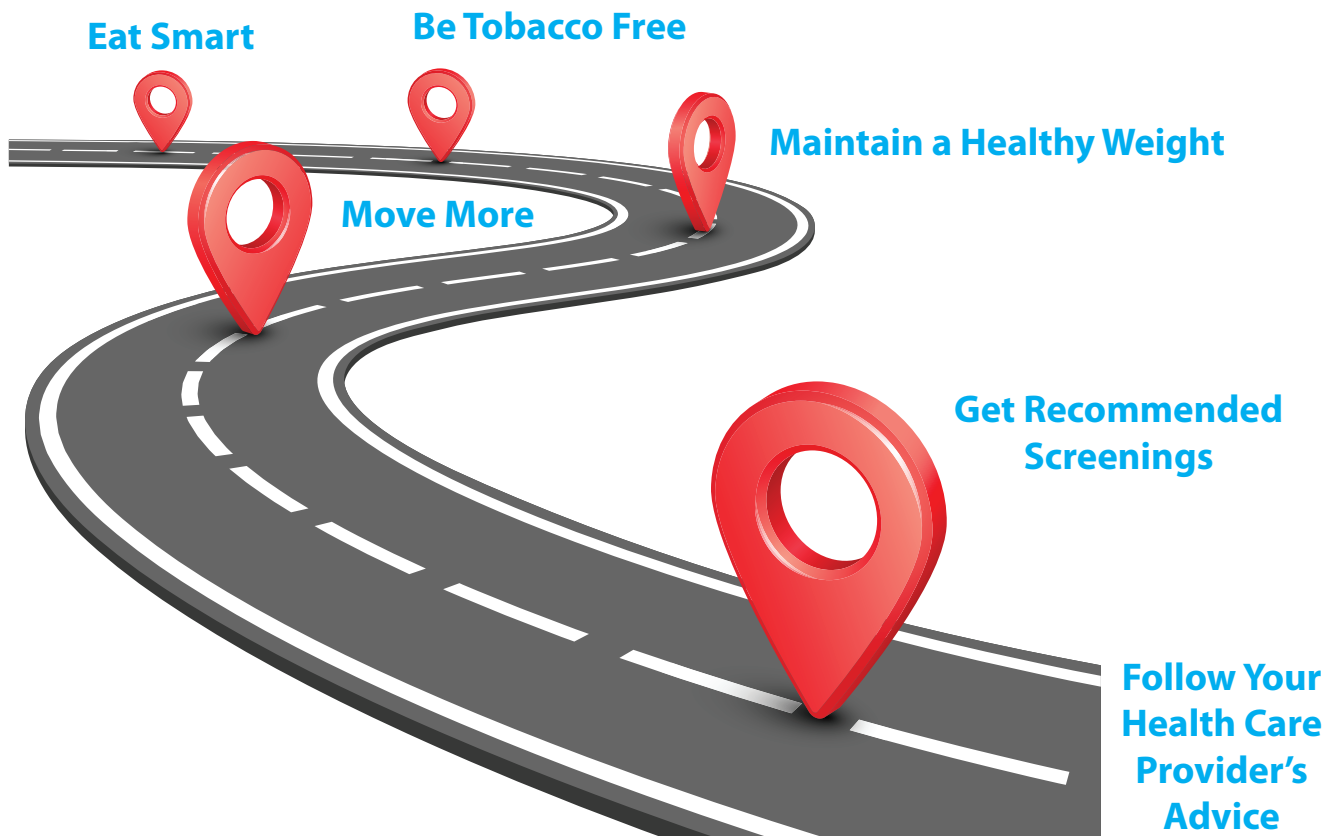 Eat Smart
Be Tobacco Free
Maintain a Healthy Weight
Move More
Get Recommended
Screenings
Follow Your
Health Care
Provider’s
Advice